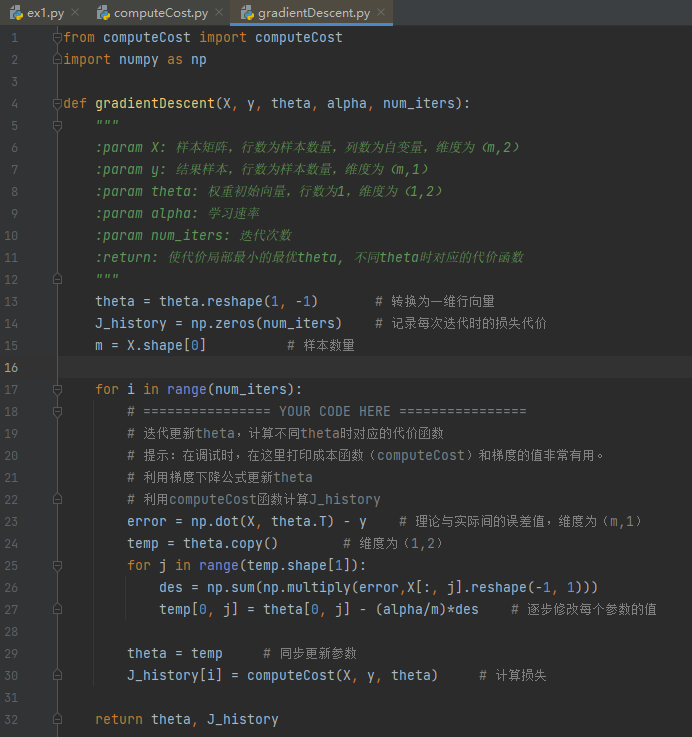 ex1.py × computeCost.py × gradientDescent.py ×
1 from computeCost import computeCost
2 import numpy as np
3
4 def gradientDescent(X, y, theta, alpha, num_iters):
5 """
6 :param X: 样本矩阵，行数为样本数量，列数为自变量，维度为（m,2）
7 :param y: 结果样本，行数为样本数量，维度为（m,1）
8 :param theta: 权重初始向量，行数为1，维度为（1,2）
9 :param alpha: 学习速率
10 :param num_iters: 迭代次数
11 :return: 使代价局部最小的最优theta, 不同theta时对应的代价函数
12 """
13 theta = theta.reshape(1, -1) # 转换为一维行向量
14 J_history = np.zeros(num_iters) # 记录每次迭代时的损失代价
15 m = X.shape[0] # 样本数量
16
17 for i in range(num_iters):
18 # ================ YOUR CODE HERE ================
19 # 迭代更新theta，计算不同theta时对应的代价函数
20 # 提示：在调试时，在这里打印成本函数（computeCost）和梯度的值非常有用。
21 # 利用梯度下降公式更新theta
22 # 利用computeCost函数计算J_history
23 error = np.dot(X, theta.T) - y # 理论与实际间的误差值，维度为（m,1）
24 temp = theta.copy() # 维度为（1,2）
25 for j in range(temp.shape[1]):
26 des = np.sum(np.multiply(error,X[:, j].reshape(-1, 1)))
27 temp[0, j] = theta[0, j] - (alpha/m)*des # 逐步修改每个参数的值
28
29 theta = temp # 同步更新参数
30 J_history[i] = computeCost(X, y, theta) # 计算损失
31
32 return theta, J_history